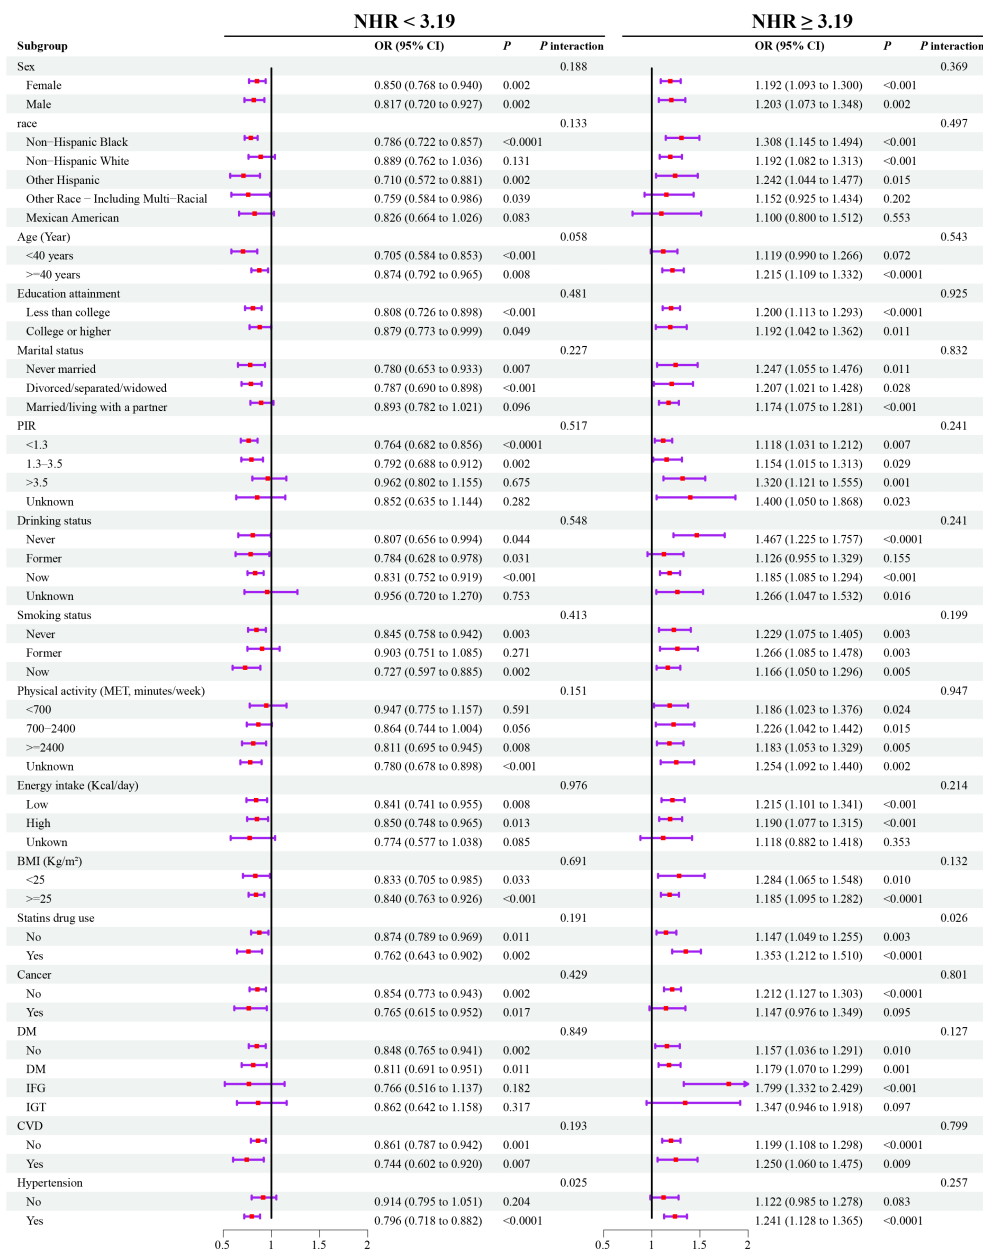 NHR < 3.19 NHR ≥ 3.19
Subgroup OR (95% CI) P P interaction OR (95% CI) P P interaction
Sex 0.188 0.369
Female 0.850 (0.768 to 0.940) 0.002 1.192 (1.093 to 1.300) <0.001
Male 0.817 (0.720 to 0.927) 0.002 1.203 (1.073 to 1.348) 0.002
race 0.133 0.497
Non−Hispanic Black 0.786 (0.722 to 0.857) <0.0001 1.308 (1.145 to 1.494) <0.001
Non−Hispanic White 0.889 (0.762 to 1.036) 0.131 1.192 (1.082 to 1.313) <0.001
Other Hispanic 0.710 (0.572 to 0.881) 0.002 1.242 (1.044 to 1.477) 0.015
Other Race − Including Multi−Racial 0.759 (0.584 to 0.986) 0.039 1.152 (0.925 to 1.434) 0.202
Mexican American 0.826 (0.664 to 1.026) 0.083 1.100 (0.800 to 1.512) 0.553
Age (Year) 0.058 0.543
<40 years 0.705 (0.584 to 0.853) <0.001 1.119 (0.990 to 1.266) 0.072
>=40 years 0.874 (0.792 to 0.965) 0.008 1.215 (1.109 to 1.332) <0.0001
Education attainment 0.481 0.925
Less than college 0.808 (0.726 to 0.898) <0.001 1.200 (1.113 to 1.293) <0.0001
College or higher 0.879 (0.773 to 0.999) 0.049 1.192 (1.042 to 1.362) 0.011
Marital status 0.227 0.832
Never married 0.780 (0.653 to 0.933) 0.007 1.247 (1.055 to 1.476) 0.011
Divorced/separated/widowed 0.787 (0.690 to 0.898) <0.001 1.207 (1.021 to 1.428) 0.028
Married/living with a partner 0.893 (0.782 to 1.021) 0.096 1.174 (1.075 to 1.281) <0.001
PIR 0.517 0.241
<1.3 0.764 (0.682 to 0.856) <0.0001 1.118 (1.031 to 1.212) 0.007
1.3−3.5 0.792 (0.688 to 0.912) 0.002 1.154 (1.015 to 1.313) 0.029
>3.5 0.962 (0.802 to 1.155) 0.675 1.320 (1.121 to 1.555) 0.001
Unknown 0.852 (0.635 to 1.144) 0.282 1.400 (1.050 to 1.868) 0.023
Drinking status 0.548 0.241
Never 0.807 (0.656 to 0.994) 0.044 1.467 (1.225 to 1.757) <0.0001
Former 0.784 (0.628 to 0.978) 0.031 1.126 (0.955 to 1.329) 0.155
Now 0.831 (0.752 to 0.919) <0.001 1.185 (1.085 to 1.294) <0.001
Unknown 0.956 (0.720 to 1.270) 0.753 1.266 (1.047 to 1.532) 0.016
Smoking status 0.413 0.199
Never 0.845 (0.758 to 0.942) 0.003 1.229 (1.075 to 1.405) 0.003
Former 0.903 (0.751 to 1.085) 0.271 1.266 (1.085 to 1.478) 0.003
Now 0.727 (0.597 to 0.885) 0.002 1.166 (1.050 to 1.296) 0.005
Physical activity (MET, minutes/week) 0.151 0.947
<700 0.947 (0.775 to 1.157) 0.591 1.186 (1.023 to 1.376) 0.024
700−2400 0.864 (0.744 to 1.004) 0.056 1.226 (1.042 to 1.442) 0.015
>=2400 0.811 (0.695 to 0.945) 0.008 1.183 (1.053 to 1.329) 0.005
Unknown 0.780 (0.678 to 0.898) <0.001 1.254 (1.092 to 1.440) 0.002
Energy intake (Kcal/day) 0.976 0.214
Low 0.841 (0.741 to 0.955) 0.008 1.215 (1.101 to 1.341) <0.001
High 0.850 (0.748 to 0.965) 0.013 1.190 (1.077 to 1.315) <0.001
Unkown 0.774 (0.577 to 1.038) 0.085 1.118 (0.882 to 1.418) 0.353
BMI (Kg/m²) 0.691 0.132
<25 0.833 (0.705 to 0.985) 0.033 1.284 (1.065 to 1.548) 0.010
>=25 0.840 (0.763 to 0.926) <0.001 1.185 (1.095 to 1.282) <0.0001
Statins drug use 0.191 0.026
No 0.874 (0.789 to 0.969) 0.011 1.147 (1.049 to 1.255) 0.003
Yes 0.762 (0.643 to 0.902) 0.002 1.353 (1.212 to 1.510) <0.0001
Cancer 0.429 0.801
No 0.854 (0.773 to 0.943) 0.002 1.212 (1.127 to 1.303) <0.0001
Yes 0.765 (0.615 to 0.952) 0.017 1.147 (0.976 to 1.349) 0.095
DM 0.849 0.127
No 0.848 (0.765 to 0.941) 0.002 1.157 (1.036 to 1.291) 0.010
DM 0.811 (0.691 to 0.951) 0.011 1.179 (1.070 to 1.299) 0.001
IFG 0.766 (0.516 to 1.137) 0.182 1.799 (1.332 to 2.429) <0.001
IGT 0.862 (0.642 to 1.158) 0.317 1.347 (0.946 to 1.918) 0.097
CVD 0.193 0.799
No 0.861 (0.787 to 0.942) 0.001 1.199 (1.108 to 1.298) <0.0001
Yes 0.744 (0.602 to 0.920) 0.007 1.250 (1.060 to 1.475) 0.009
Hypertension 0.025 0.257
No 0.914 (0.795 to 1.051) 0.204 1.122 (0.985 to 1.278) 0.083
Yes 0.796 (0.718 to 0.882) <0.0001 1.241 (1.128 to 1.365) <0.0001
0.5 1 1.5 2 0.5 1 1.5 2